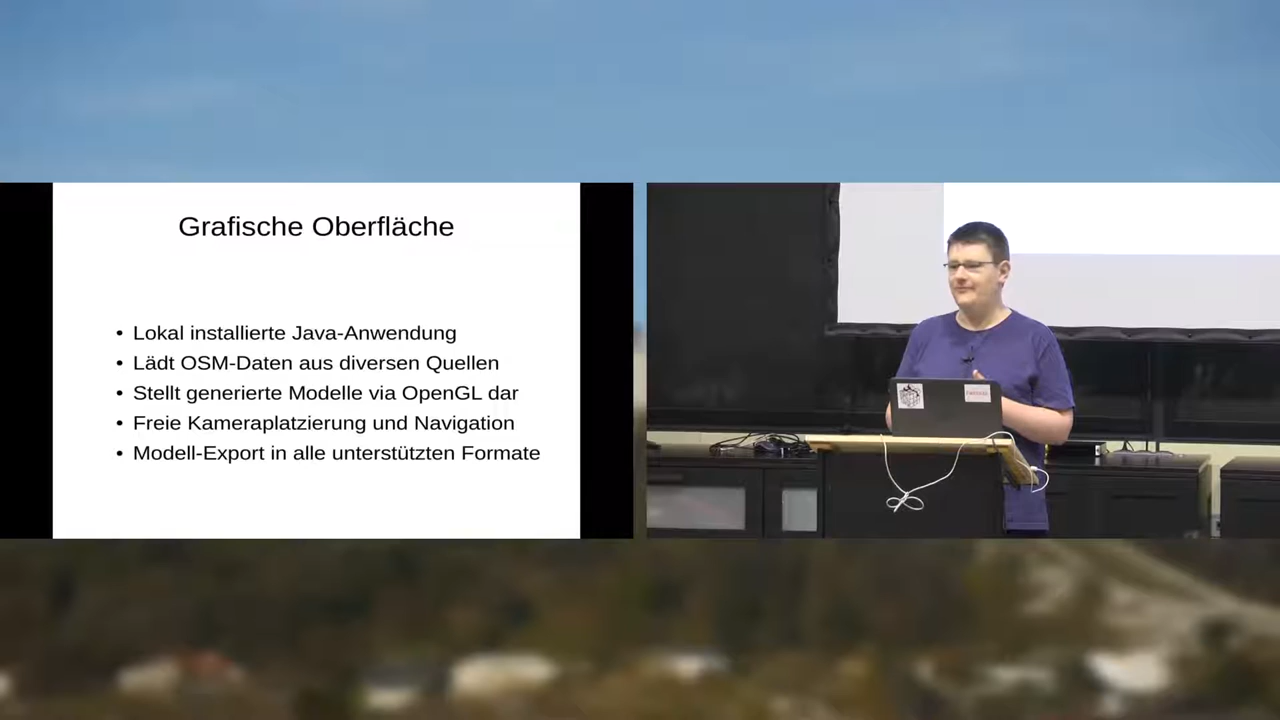 Grafische Oberfläche
• Lokal installierte Java-Anwendung
• Lädt OSM-Daten aus diversen Quellen
• Stellt generierte Modelle via OpenGL dar
• Freie Kameraplatzierung und Navigation
• Modell-Export in alle unterstützten Formate